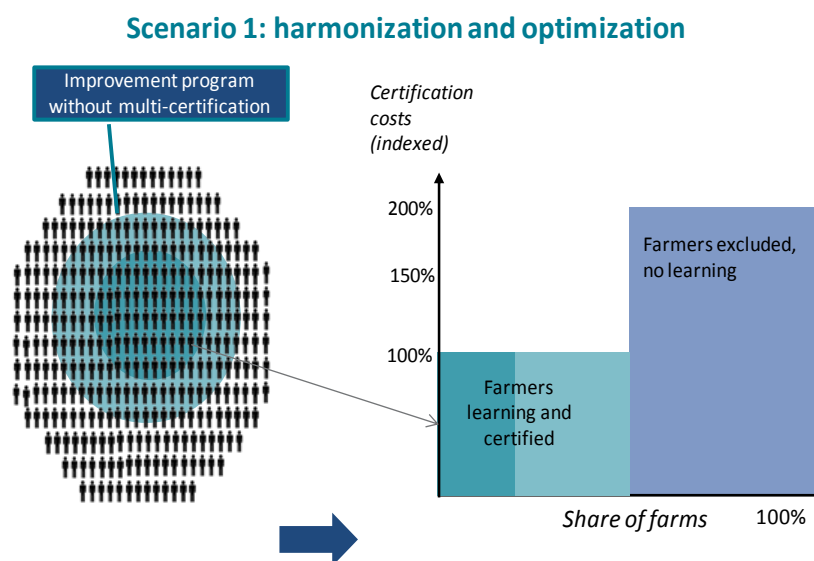 Scenario 1: harmonization and optimization
Improvement program
without multi-certification
Certification
costs
(indexed)
200%
150%
100%
Farmers excluded,
no learning
Farmers
learning and
certified
Share of farms
100%